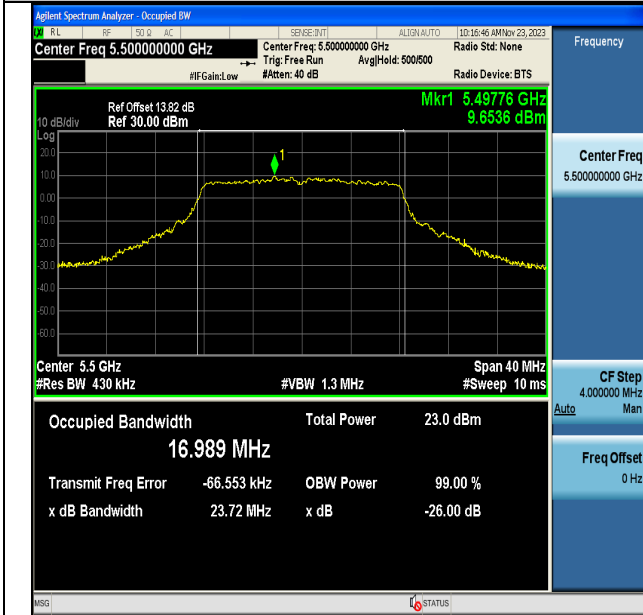 Agilent Spectrum Analyzer - Occupied BW
RL RF 50 Ω AC SENSE:INT ALIGN AUTO 10:16:46 AM Nov 23, 2023
Center Freq 5.500000000 GHz Center Freq: 5.500000000 GHz Radio Std: None
Trig: Free Run Avg|Hold: 500/500
#IFGain:Low #Atten: 40 dB Radio Device: BTS
Frequency
Mkr1 5.49776 GHz
9.6536 dBm
Ref Offset 13.82 dB
10 dB/div Ref 30.00 dBm
Log
20.0
1
10.0
0.00
-10.0
-20.0
-30.0
-40.0
-50.0
-60.0
Center 5.5 GHz Span 40 MHz
#Res BW 430 kHz #VBW 1.3 MHz #Sweep 10 ms
Center Freq
5.500000000 GHz
CF Step
4.000000 MHz
Auto Man
Freq Offset
0 Hz
Occupied Bandwidth Total Power 23.0 dBm
16.989 MHz
Transmit Freq Error -66.553 kHz OBW Power 99.00 %
x dB Bandwidth 23.72 MHz x dB -26.00 dB
MSG STATUS